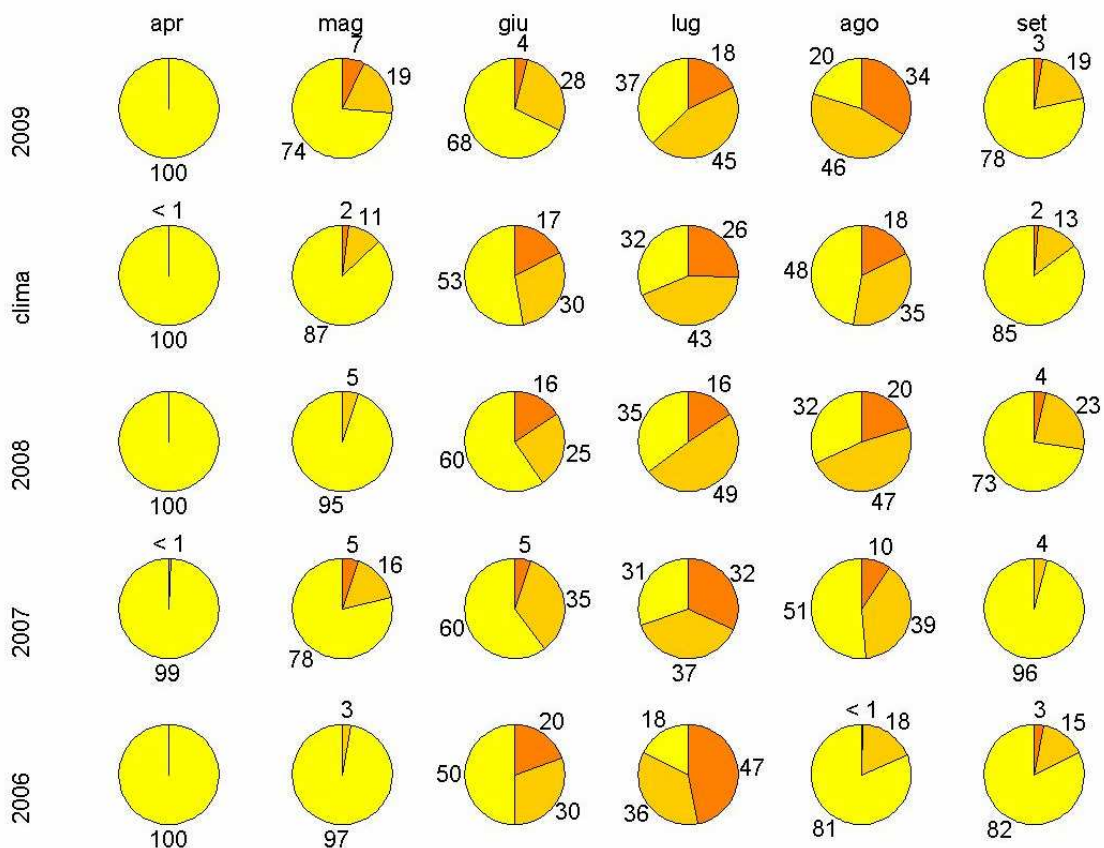 apr mag giu lug ago set
2009
7 4 18 3
19 28 37 20 34 19
74 68 45 46 78
100
clima
< 1 2 11 17 26 18 2 13
53 32 48
30 35
100 87 43 85
2008
5 16 16 20 4
35 32 23
60 25
100 95 49 47 73
2007
< 1 5 16 5 10 4
35 31 32
60 51 39
99 78 37 96
2006
3 20 18 < 1 18 3 15
50 47
30 36
100 97 81 82